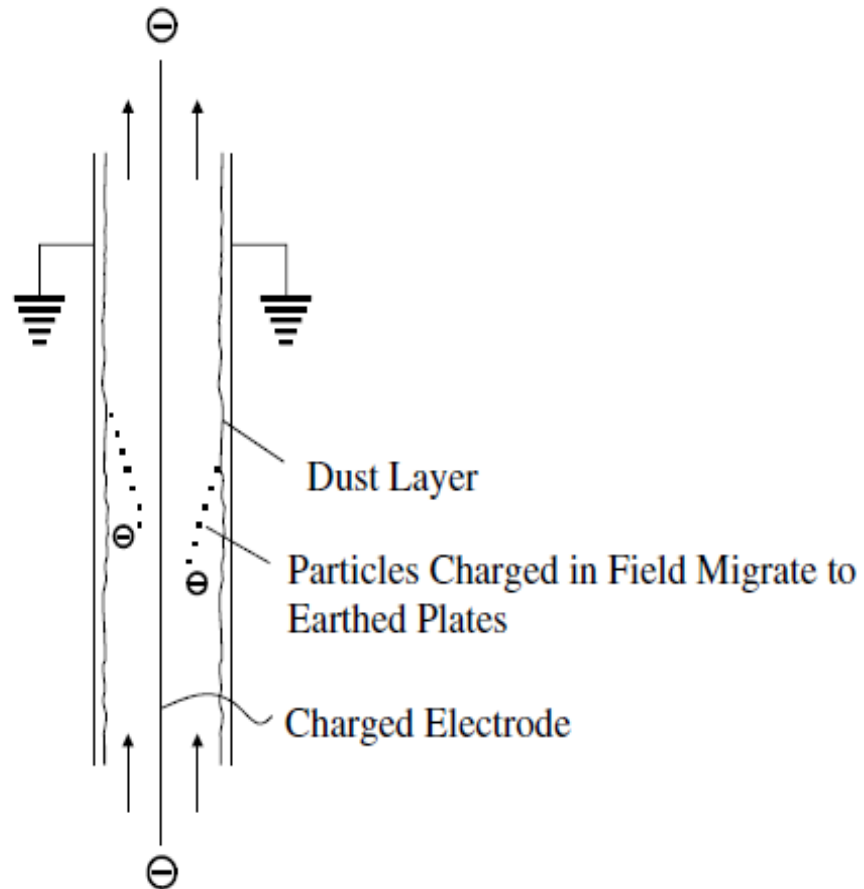 Dust Layer
Particles Charged in Field Migrate to
Earthed Plates
Charged Electrode